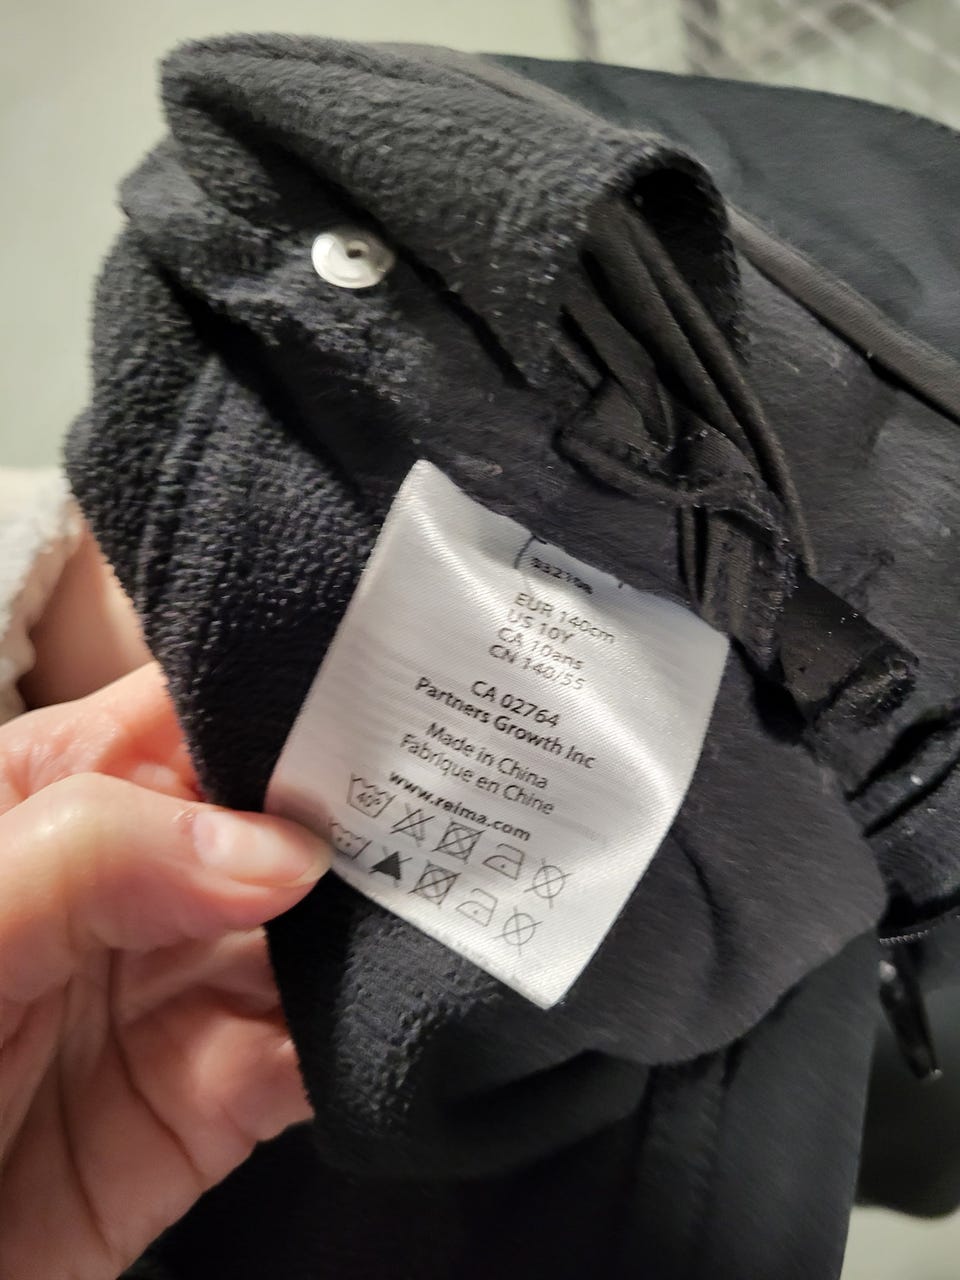 EUR 140cm
US 10Y
CA 10ans
CN 140/55
CA 02764
Partners Growth Inc
Made in China
Fabrique en Chine
www.reima.com
40°